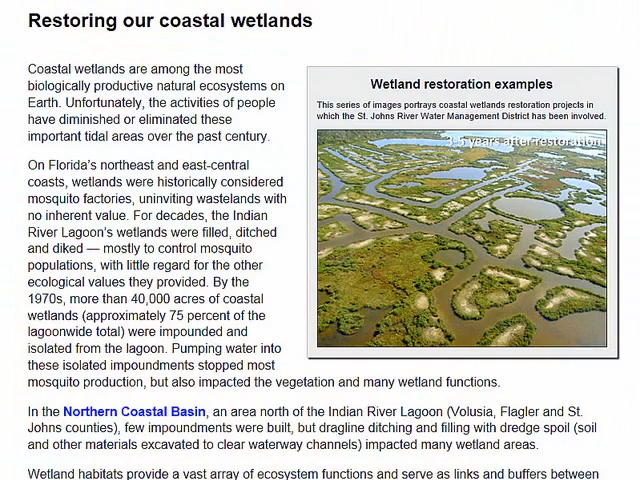 Restoring our coastal wetlands
Coastal wetlands are among the most
biologically productive natural ecosystems on
Earth. Unfortunately, the activities of people
have diminished or eliminated these
important tidal areas over the past century.
On Florida's northeast and east-central
coasts, wetlands were historically considered
mosquito factories, uninviting wastelands with
no inherent value. For decades, the Indian
River Lagoon's wetlands were filled, ditched
and diked — mostly to control mosquito
populations, with little regard for the other
ecological values they provided. By the
1970s, more than 40,000 acres of coastal
wetlands (approximately 75 percent of the
lagoonwide total) were impounded and
isolated from the lagoon. Pumping water into
these isolated impoundments stopped most
mosquito production, but also impacted the vegetation and many wetland functions.
Wetland restoration examples
This series of images portrays coastal wetlands restoration projects in
which the St. Johns River Water Management District has been involved.
3-5 years after restoration
In the Northern Coastal Basin, an area north of the Indian River Lagoon (Volusia, Flagler and St.
Johns counties), few impoundments were built, but dragline ditching and filling with dredge spoil (soil
and other materials excavated to clear waterway channels) impacted many wetland areas.
Wetland habitats provide a vast array of ecosystem functions and serve as links and buffers between